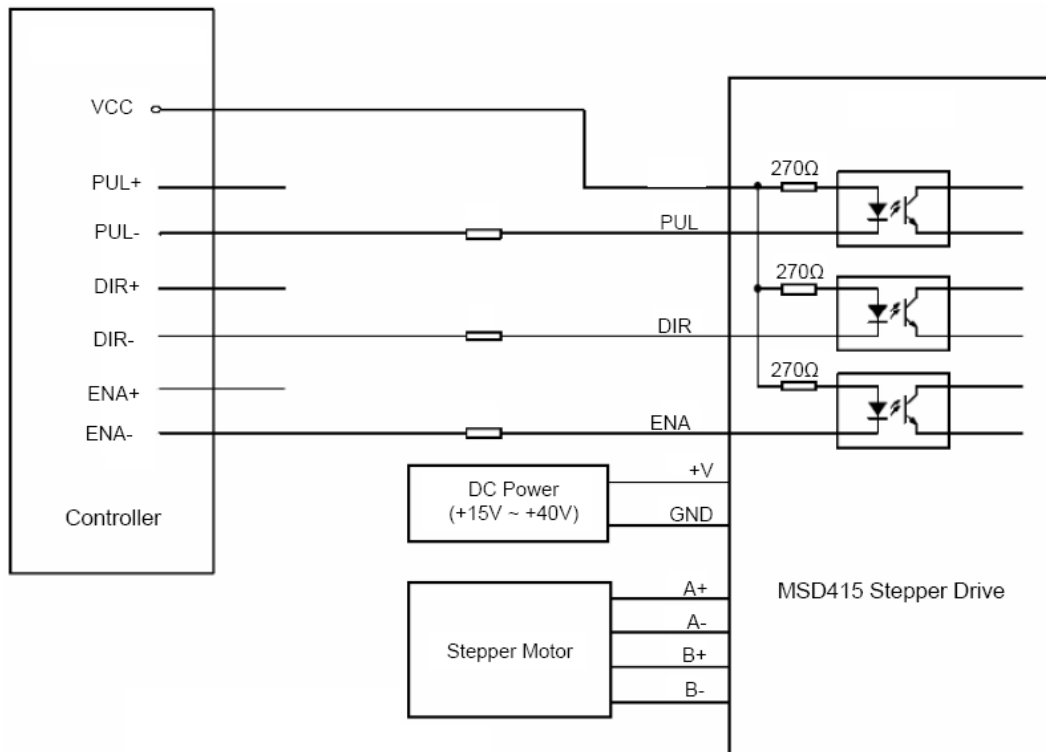 VCC
PUL+
PUL-
DIR+
DIR-
ENA+
ENA-
Controller
PUL
DIR
ENA
270Ω
270Ω
270Ω
DC Power
(+15V ~ +40V)
+V
GND
Stepper Motor
A+
A-
B+
B-
MSD415 Stepper Drive